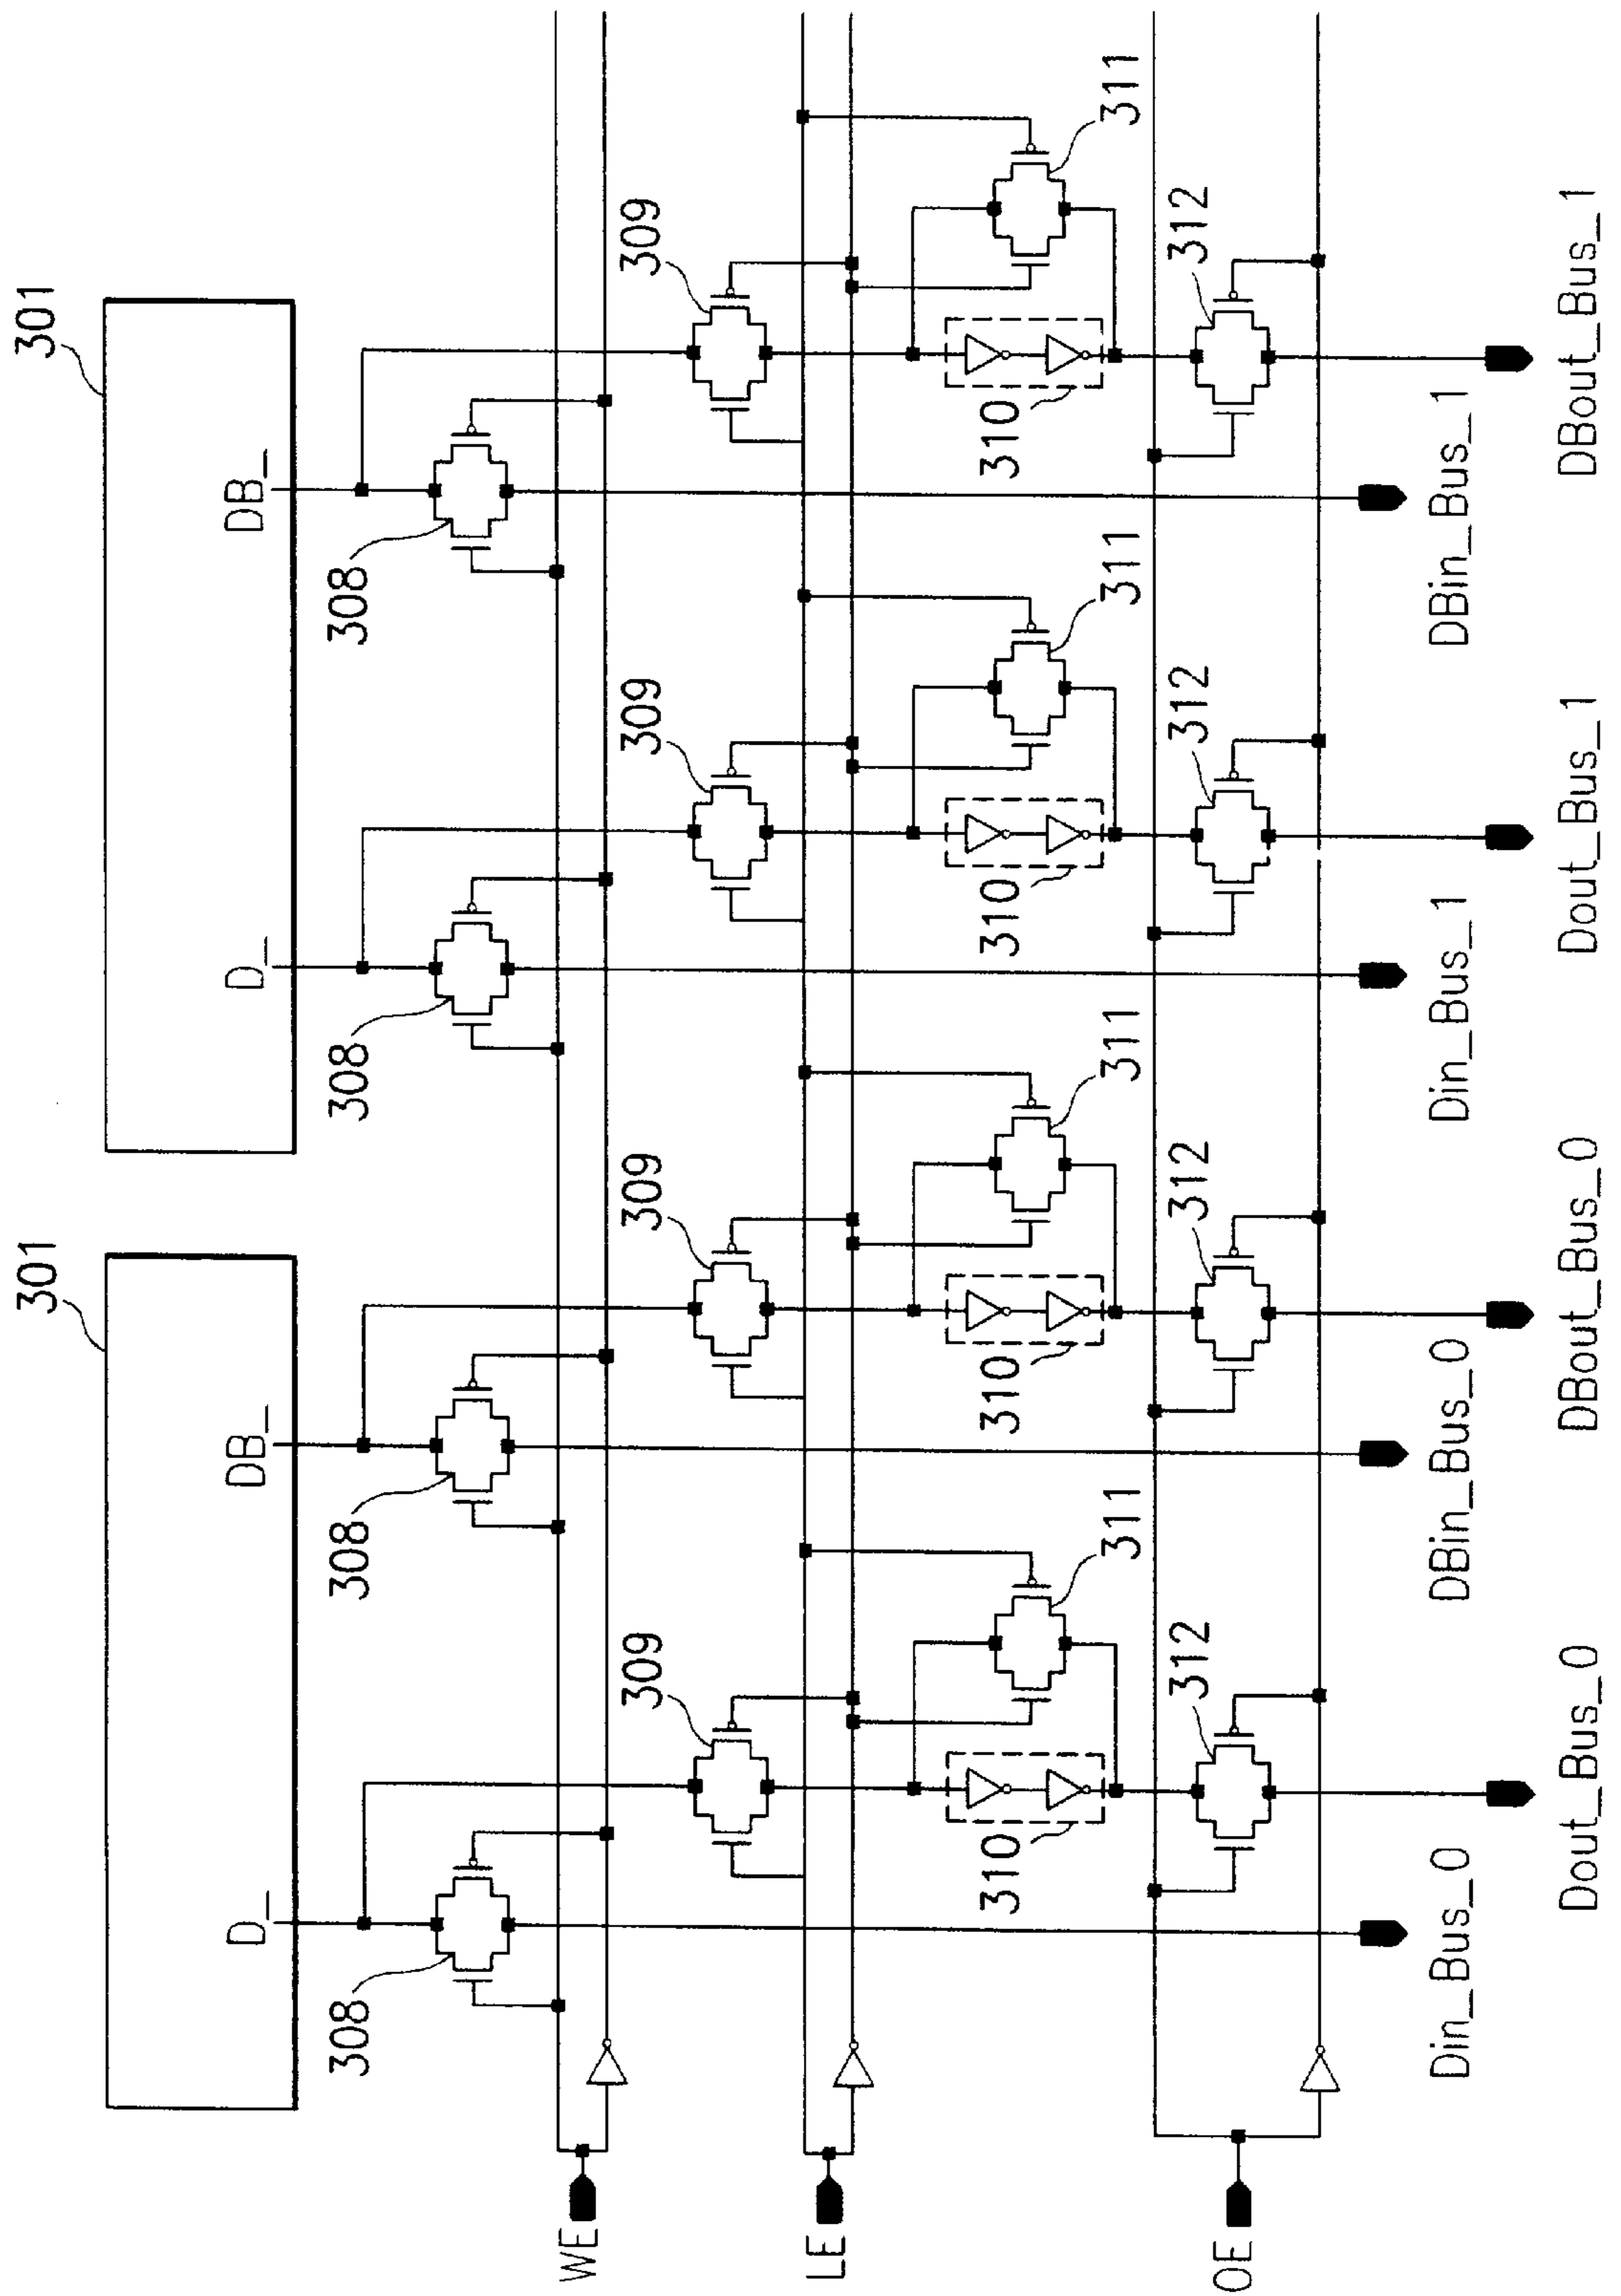 301
301
D_
DB_
D_
DB_
308
308
308
308
WE
309
309
309
309
LE
310
311
310
311
310
311
310
311
312
312
312
312
OE
Din_Bus_0
DBin_Bus_0
Din_Bus_1
DBin_Bus_1
Dout_Bus_0
DBout_Bus_0
Dout_Bus_1
DBout_Bus_1